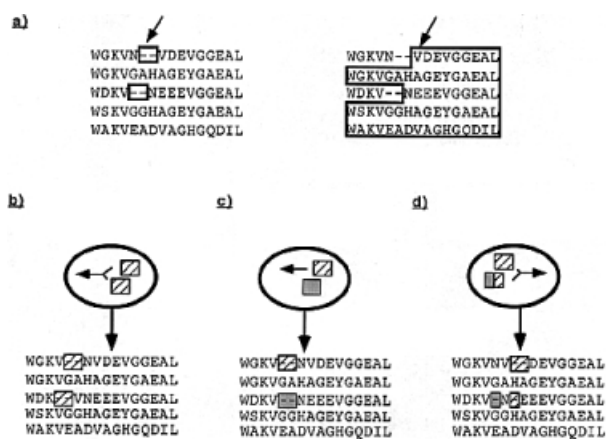 a)
WGKVN--VDEVGGEAL
WGKVGAHAGEYGAEAL
WDKV--NEEEVGGEAL
WSKVGGHAGEYGAEAL
WAKVEADVAGHGQDIL
WGKVN--VDEVGGEAL
WGKVGAHAGEYGAEAL
WDKV--NEEEVGGEAL
WSKVGGHAGEYGAEAL
WAKVEADVAGHGQDIL
b)
WGKV--NVDEVGGEAL
WGKVGAHAGEYGAEAL
WDK--VNEEEVGGEAL
WSKVGGHAGEYGAEAL
WAKVEADVAGHGQDIL
c)
WGKV--NVDEVGGEAL
WGKVGAHAGEYGAEAL
WDKV--NEEEVGGEAL
WSKVGGHAGEYGAEAL
WAKVEADVAGHGQDIL
d)
WGKVNV--DEVGGEAL
WGKVGAHAGEYGAEAL
WDKV-N-EEEVGGEAL
WSKVGGHAGEYGAEAL
WAKVEADVAGHGQDIL